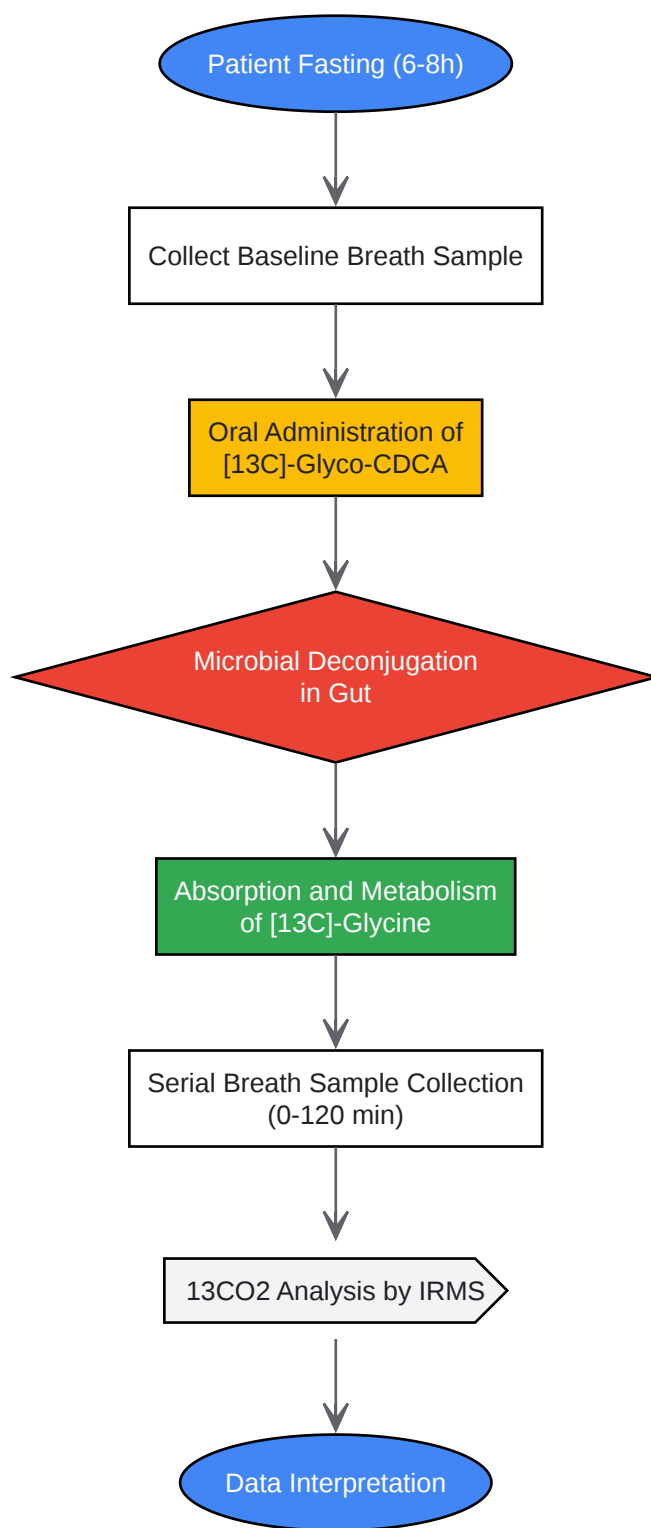 Patient Fasting (6-8h)
Collect Baseline Breath Sample
Oral Administration of
[13C]-Glyco-CDCA
Microbial Deconjugation
in Gut
Absorption and Metabolism
of [13C]-Glycine
Serial Breath Sample Collection
(0-120 min)
13CO2 Analysis by IRMS
Data Interpretation